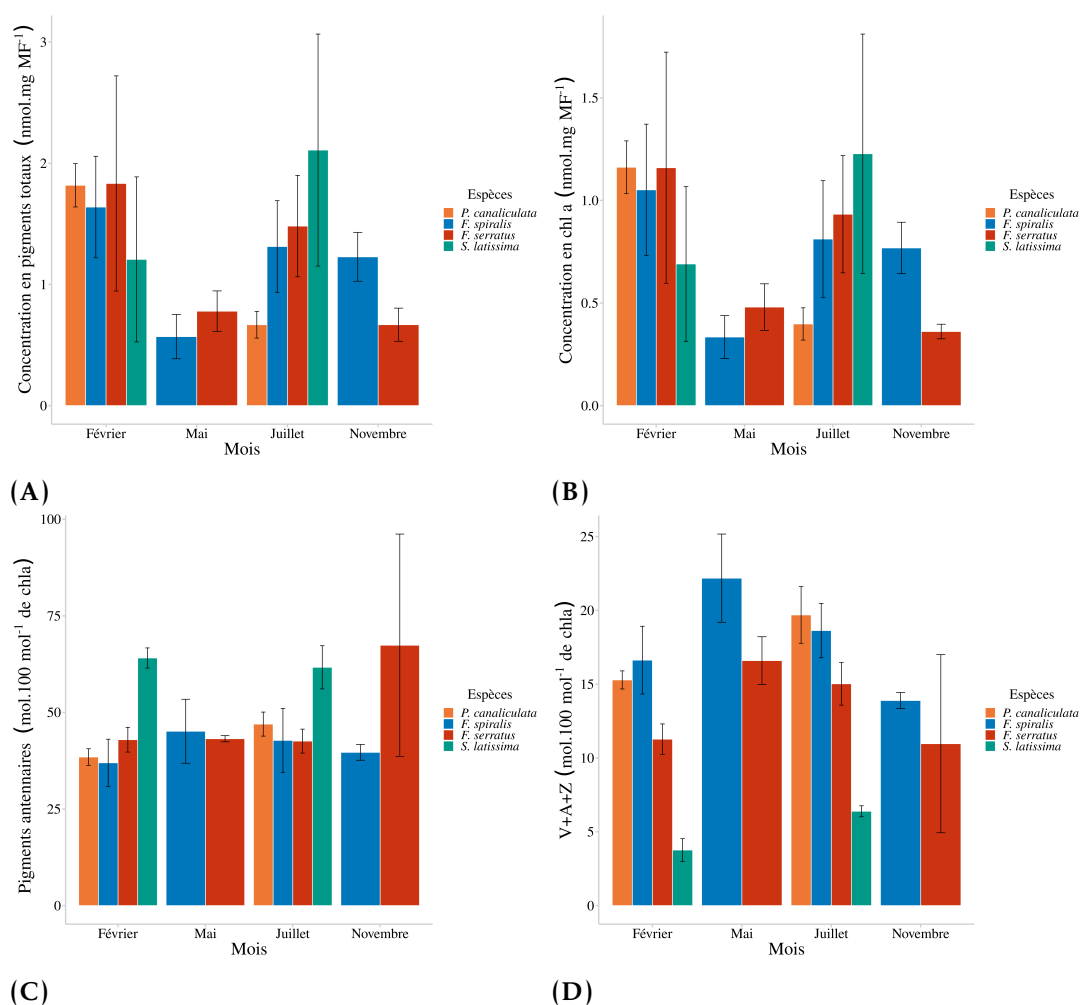 Concentration en pigments totaux (nmol.mg MF⁻¹)
3
2
1
0
Février Mai Juillet Novembre
Mois
Espèces
P. canaliculata
F. spiralis
F. serratus
S. latissima
(A)
Concentration en chl a (nmol.mg MF⁻¹)
1.5
1.0
0.5
0.0
Février Mai Juillet Novembre
Mois
Espèces
P. canaliculata
F. spiralis
F. serratus
S. latissima
(B)
Pigments antennaires (mol.100 mol⁻¹ de chla)
100
75
50
25
0
Février Mai Juillet Novembre
Mois
Espèces
P. canaliculata
F. spiralis
F. serratus
S. latissima
(C)
V+A+Z (mol.100 mol⁻¹ de chla)
25
20
15
10
5
0
Février Mai Juillet Novembre
Mois
Espèces
P. canaliculata
F. spiralis
F. serratus
S. latissima
(D)